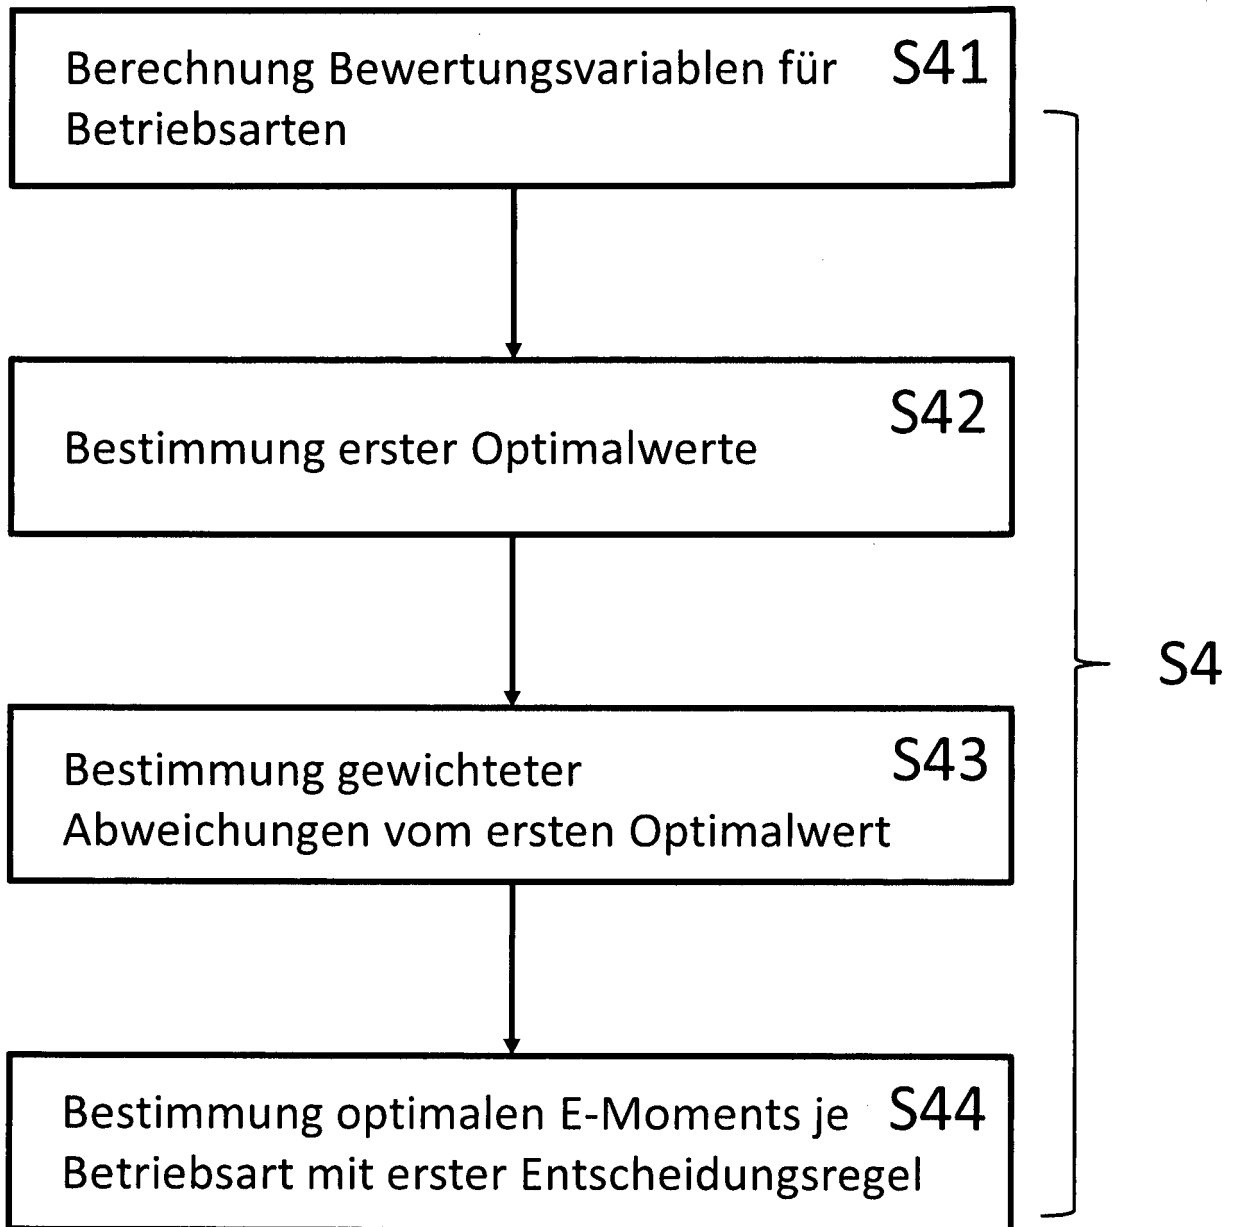 Berechnung Bewertungsvariablen für S41
Betriebsarten
S42
Bestimmung erster Optimalwerte
S4
Bestimmung gewichteter S43
Abweichungen vom ersten Optimalwert
Bestimmung optimalen E-Moments je S44
Betriebsart mit erster Entscheidungsregel